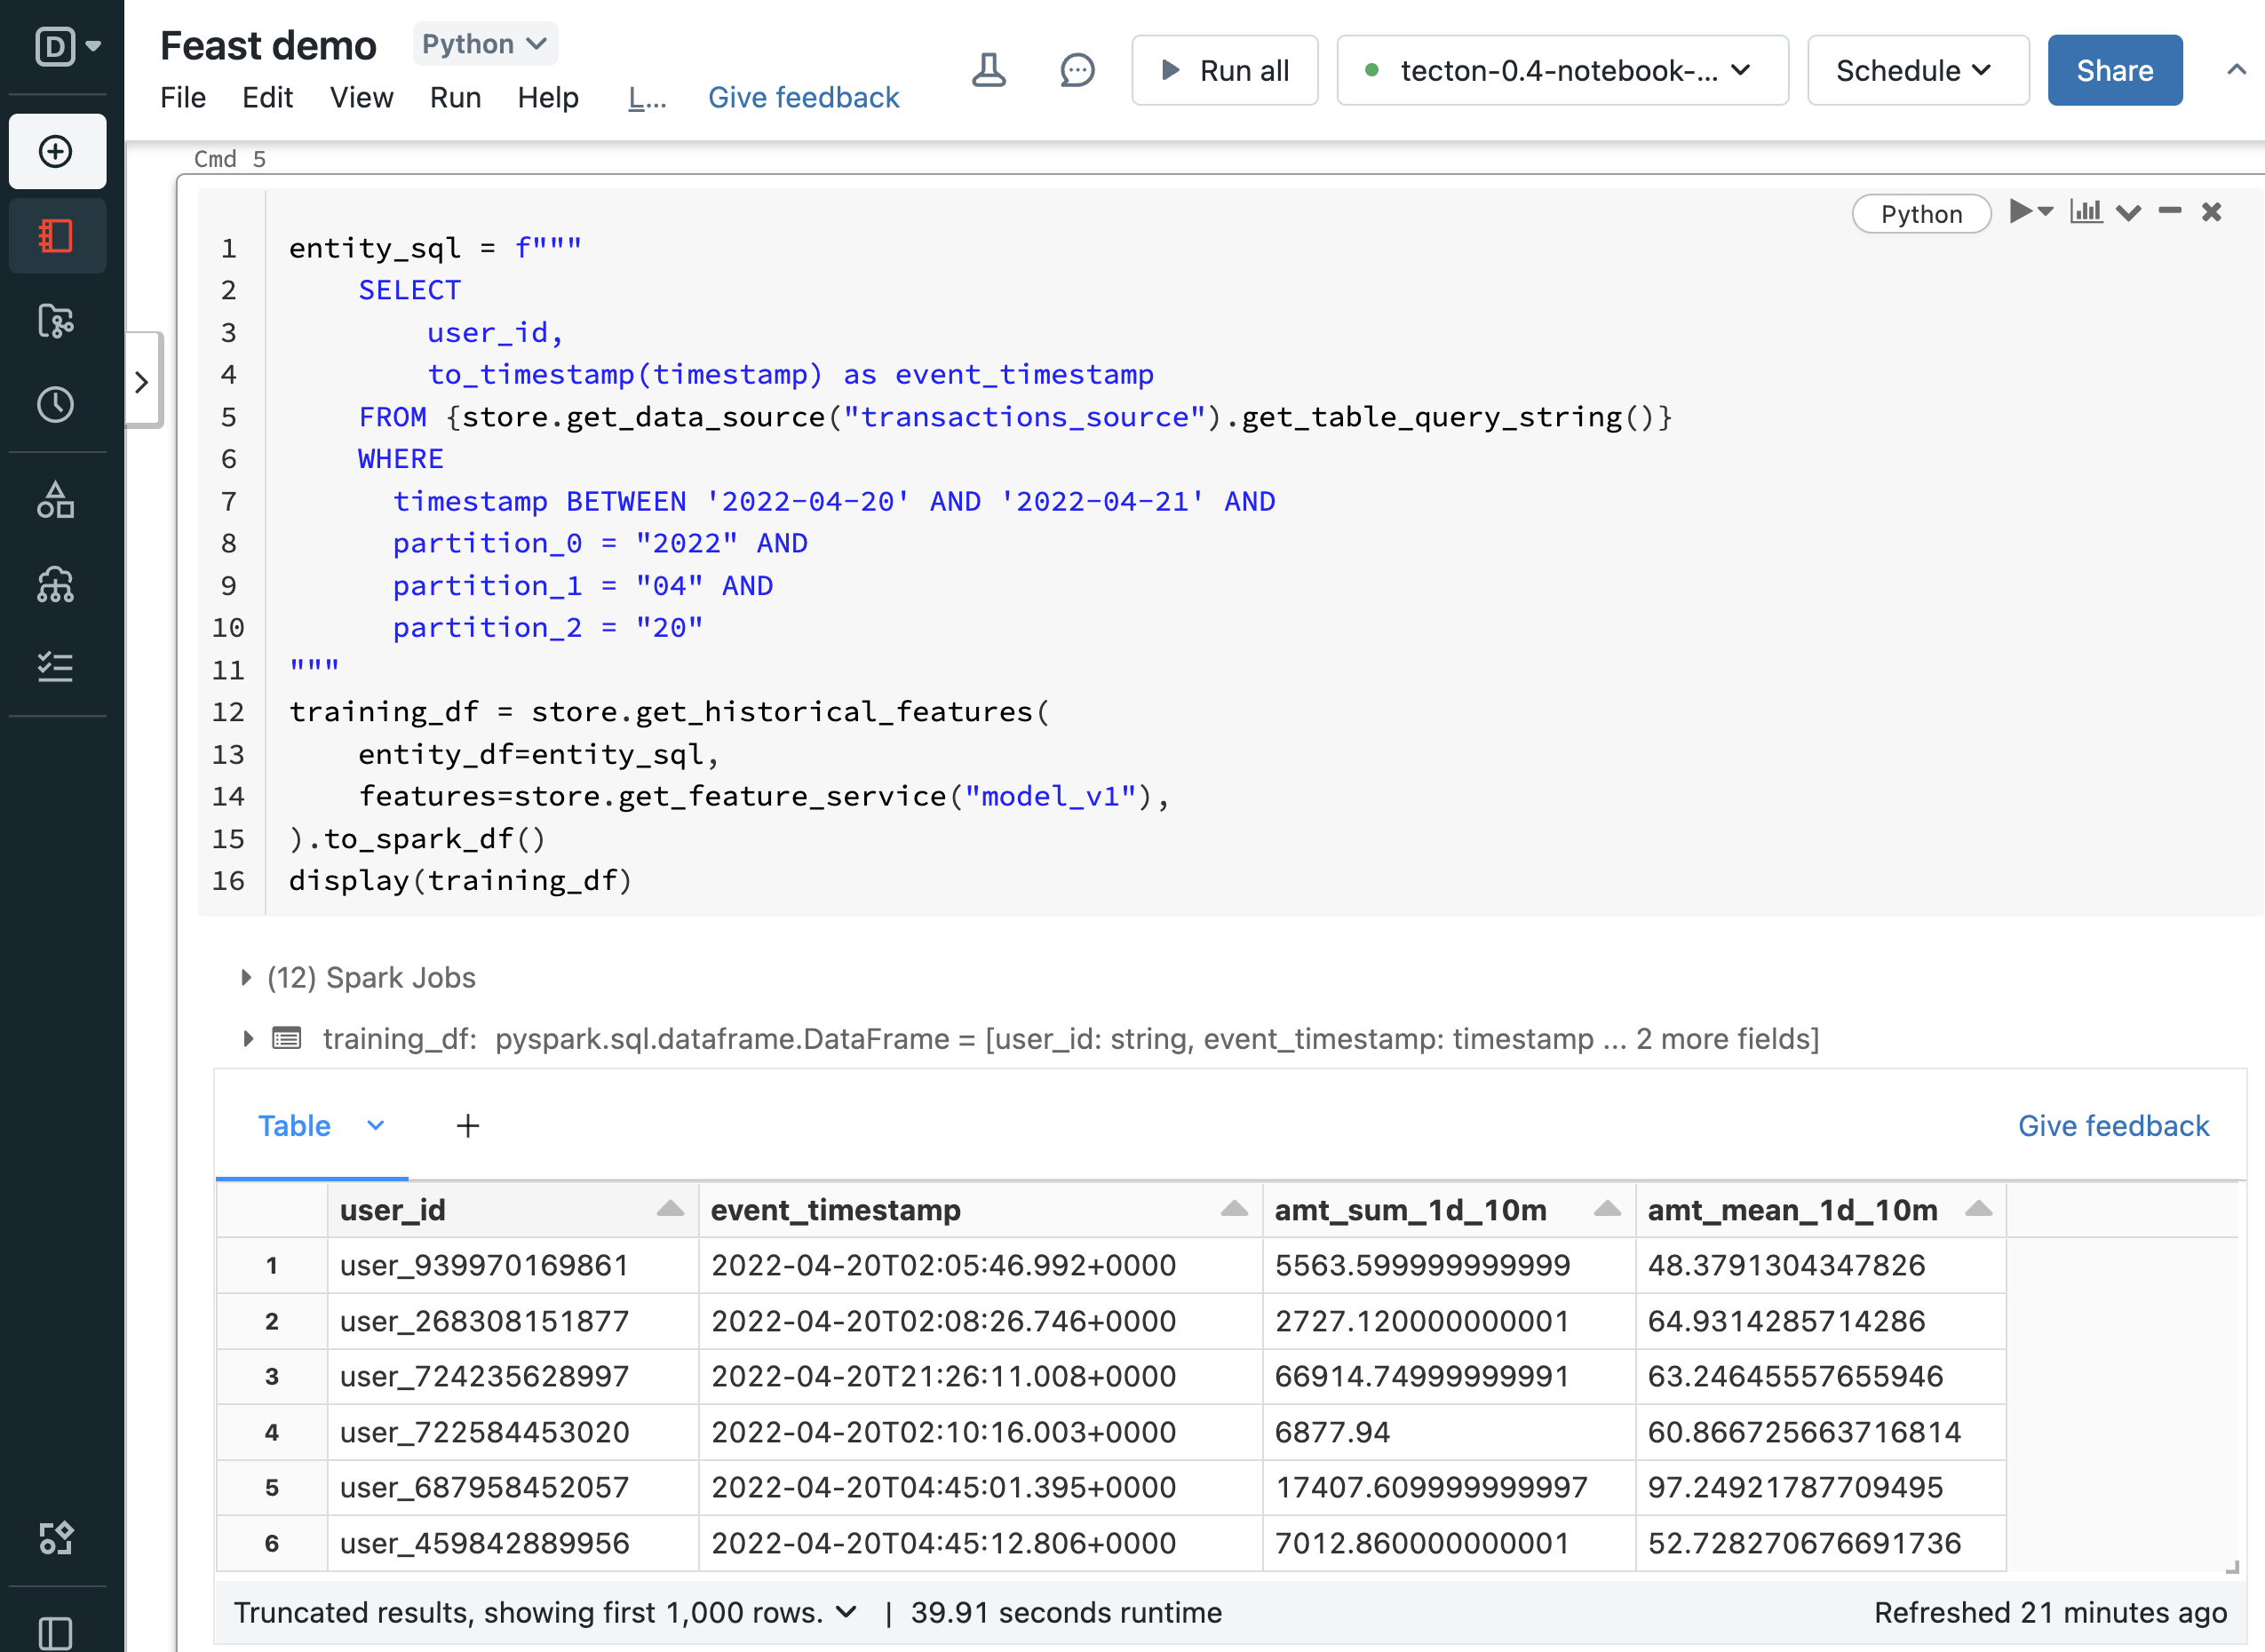 D
Feast demo Python
File Edit View Run Help L... Give feedback
Run all
tecton-0.4-notebook-...
Schedule
Share
Cmd 5
Python
1 entity_sql = f"""
2 SELECT
3 user_id,
4 to_timestamp(timestamp) as event_timestamp
5 FROM {store.get_data_source("transactions_source").get_table_query_string()}
6 WHERE
7 timestamp BETWEEN '2022-04-20' AND '2022-04-21' AND
8 partition_0 = "2022" AND
9 partition_1 = "04" AND
10 partition_2 = "20"
11 """
12 training_df = store.get_historical_features(
13 entity_df=entity_sql,
14 features=store.get_feature_service("model_v1"),
15 ).to_spark_df()
16 display(training_df)
(12) Spark Jobs
training_df: pyspark.sql.dataframe.DataFrame = [user_id: string, event_timestamp: timestamp ... 2 more fields]
Table + Give feedback
user_id event_timestamp amt_sum_1d_10m amt_mean_1d_10m
1 user_939970169861 2022-04-20T02:05:46.992+0000 5563.599999999999 48.3791304347826
2 user_268308151877 2022-04-20T02:08:26.746+0000 2727.120000000001 64.9314285714286
3 user_724235628997 2022-04-20T21:26:11.008+0000 66914.74999999991 63.24645557655946
4 user_722584453020 2022-04-20T02:10:16.003+0000 6877.94 60.866725663716814
5 user_687958452057 2022-04-20T04:45:01.395+0000 17407.609999999997 97.24921787709495
6 user_459842889956 2022-04-20T04:45:12.806+0000 7012.860000000001 52.728270676691736
Truncated results, showing first 1,000 rows. | 39.91 seconds runtime Refreshed 21 minutes ago